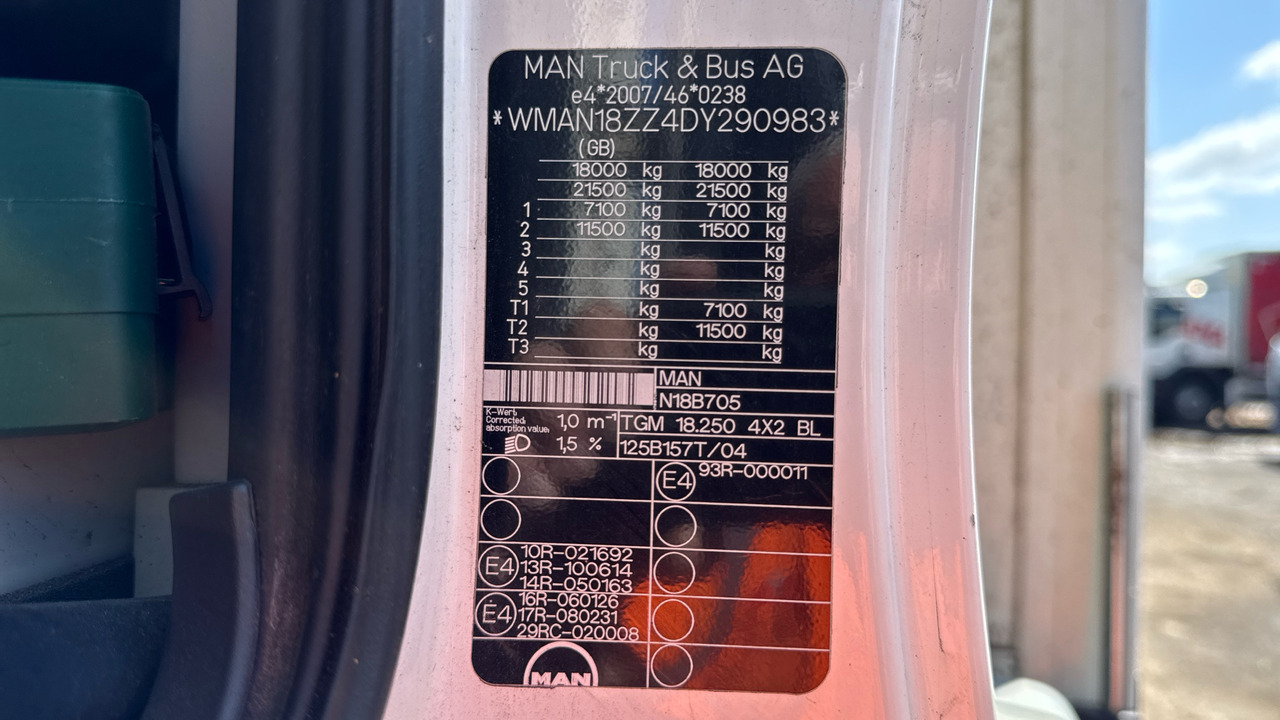 MAN Truck & Bus AG
e4*2007/46*0238
*WMAN18ZZ4DY290983*
(GB)
18000 kg 18000 kg
21500 kg 21500 kg
1 7100 kg 7100 kg
2 11500 kg 11500 kg
3 kg kg
4 kg kg
5 kg kg
T1 kg 7100 kg
T2 kg 11500 kg
T3 kg kg
MAN
N18B705
K-Wert,
Corrected
absorption value:
1,0 m⁻¹
TGM 18.250 4X2 BL
1,5 %
125B157T/04
E4 93R-000011
E4
10R-021692
13R-100614
14R-050163
E4
16R-060126
17R-080231
29RC-020008
MAN